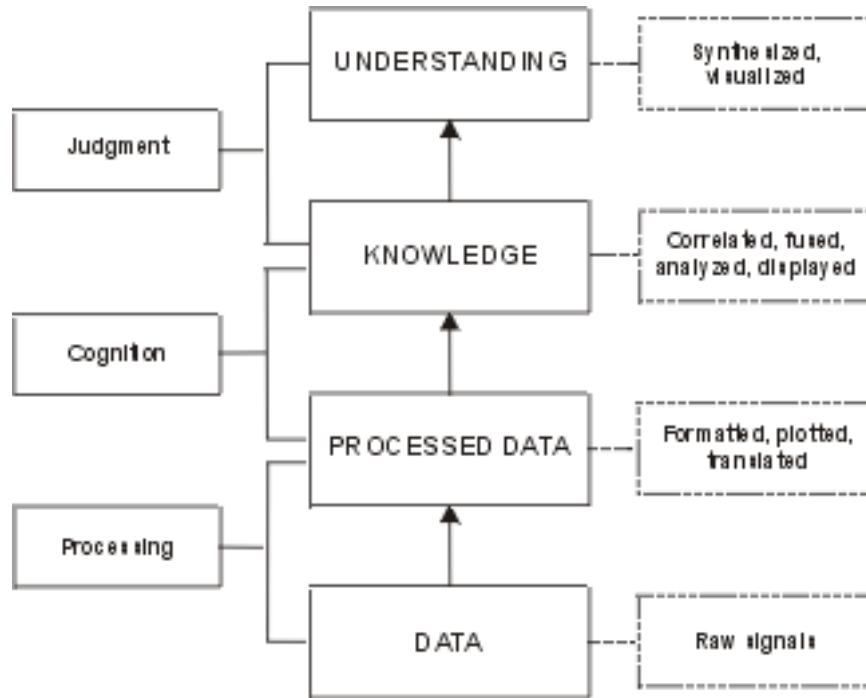 UNDERSTANDING
Synthesized,
visualized
Judgment
KNOWLEDGE
Correlated, fused,
analyzed, displayed
Cognition
PROCESSED DATA
Formatted, plotted,
translated
Processing
DATA
Raw signals